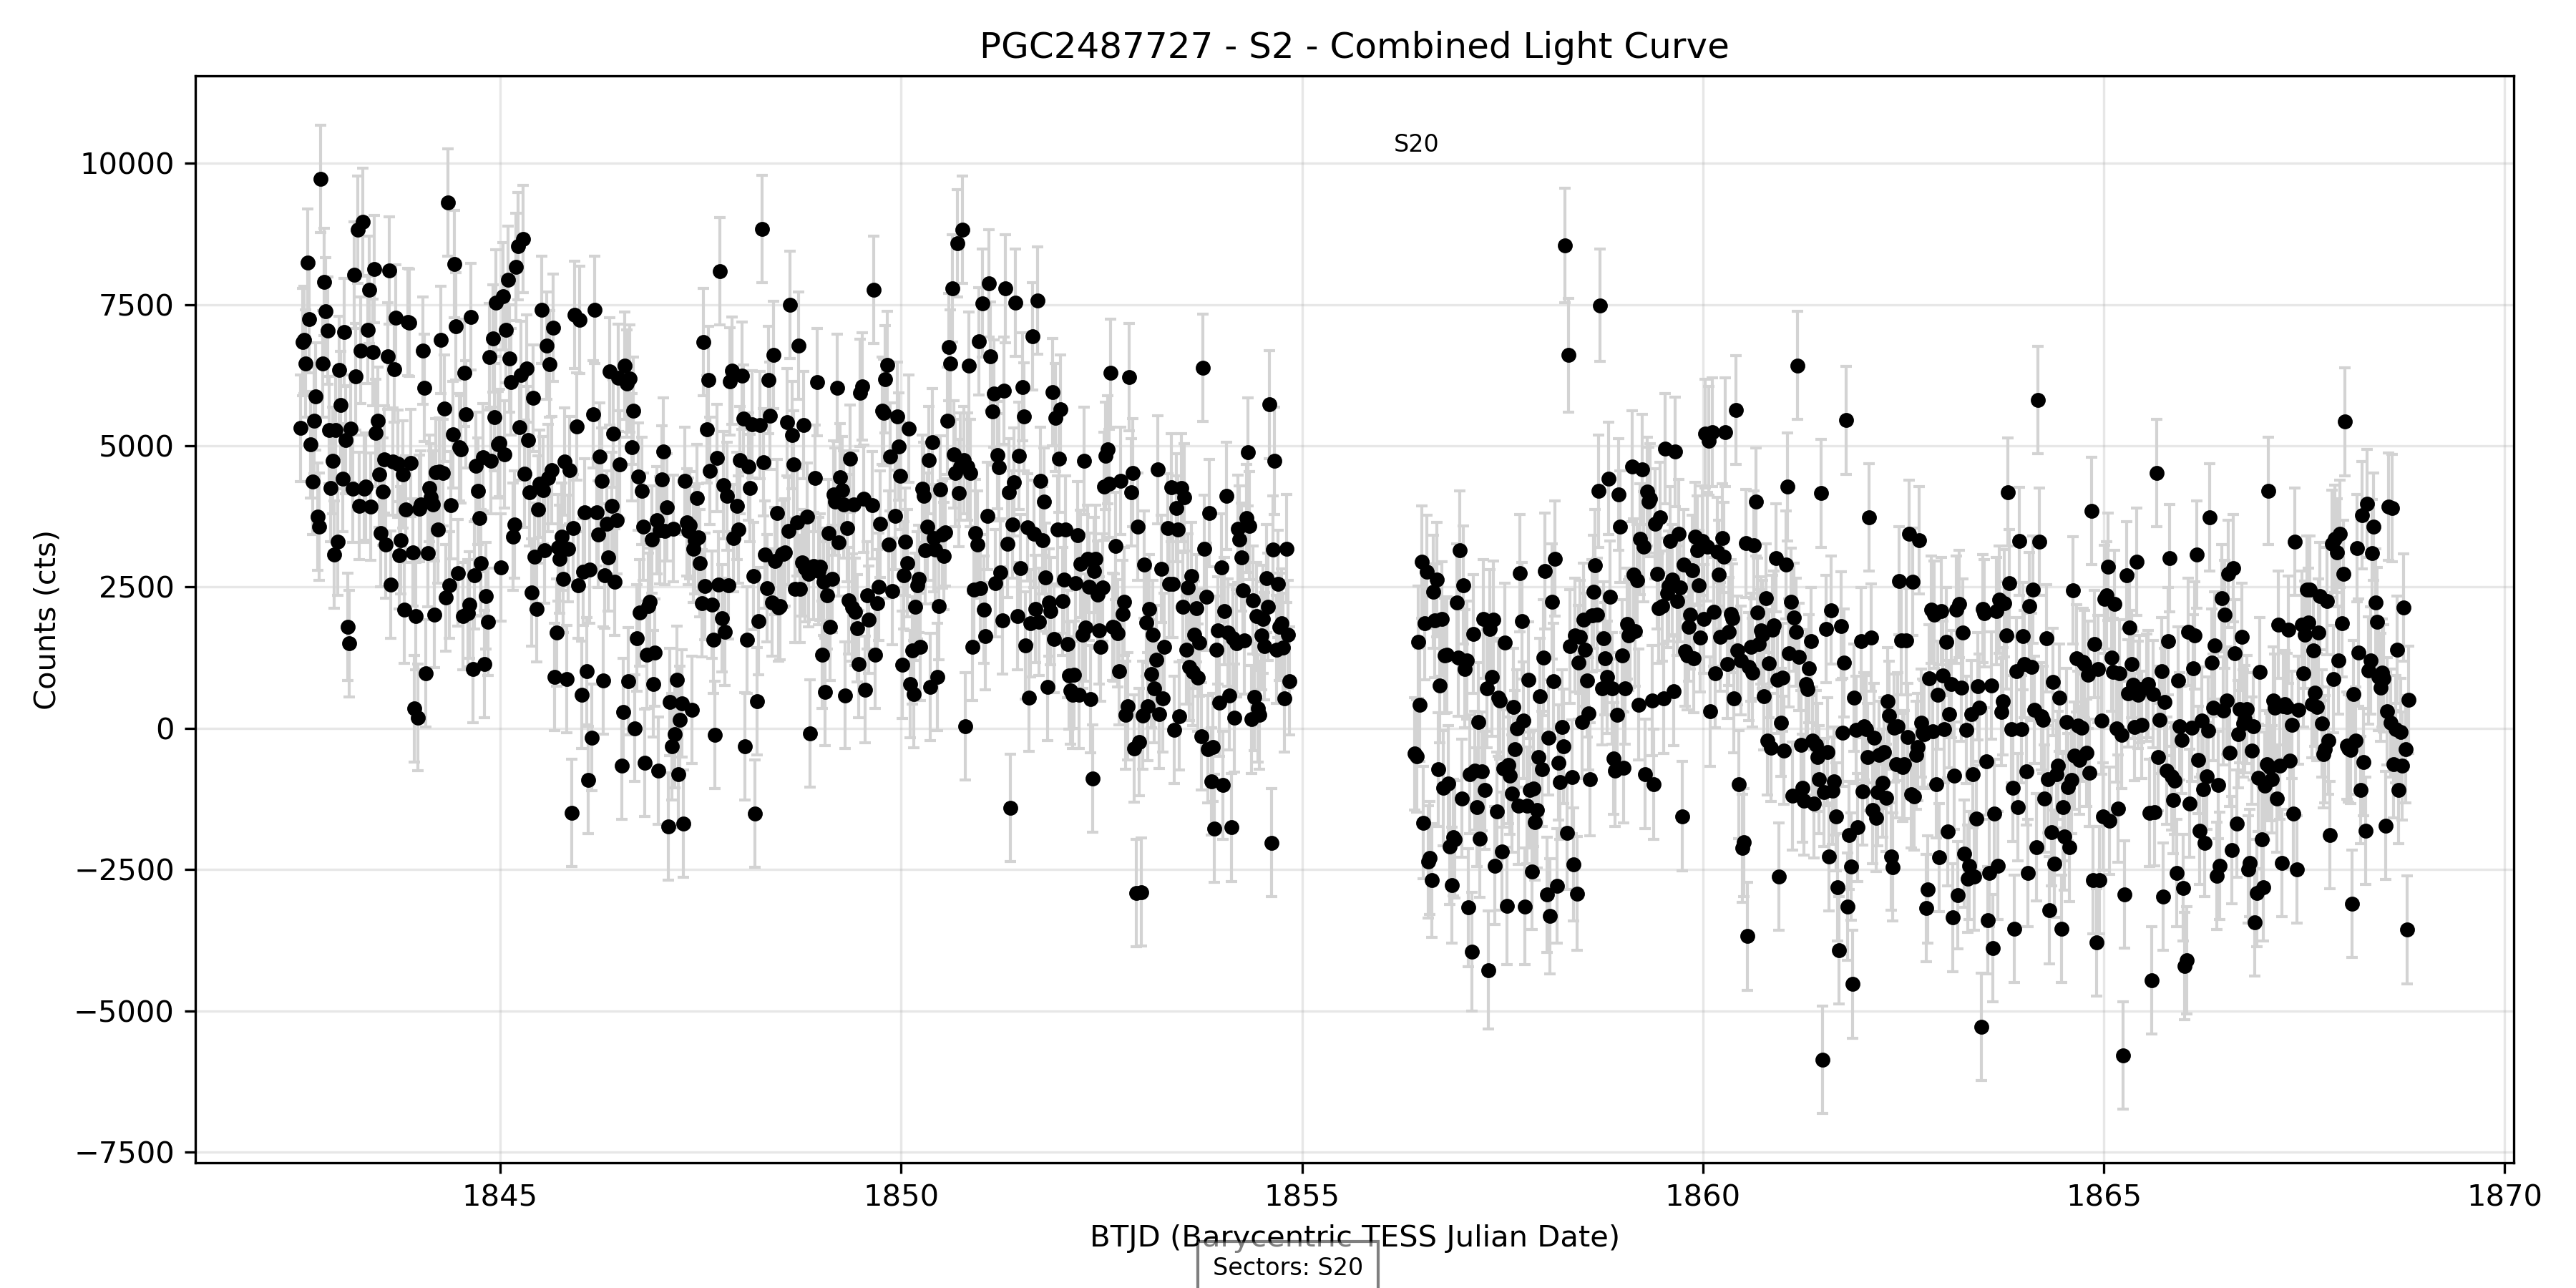 PGC2487727 - S2 - Combined Light Curve
S20
10000
7500
5000
2500
0
−2500
−5000
−7500
Counts (cts)
1845 1850 1855 1860 1865 1870
BTJD (Barycentric TESS Julian Date)
Sectors: S20